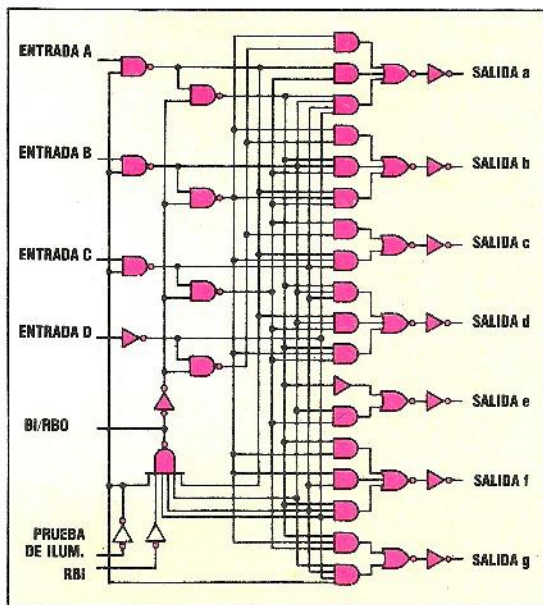 ENTRADA A
SALIDA a
ENTRADA B
SALIDA b
ENTRADA C
SALIDA c
ENTRADA D
SALIDA d
SALIDA e
BI/RBO
SALIDA f
PRUEBA
DE ILUM.
RBI
SALIDA g